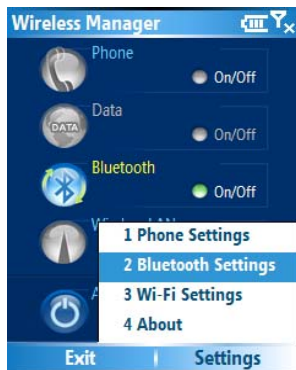 Wireless Manager
Phone
On/Off
Data
DATA
On/Off
Bluetooth
On/Off
1 Phone Settings
2 Bluetooth Settings
3 Wi-Fi Settings
4 About
Exit
Settings